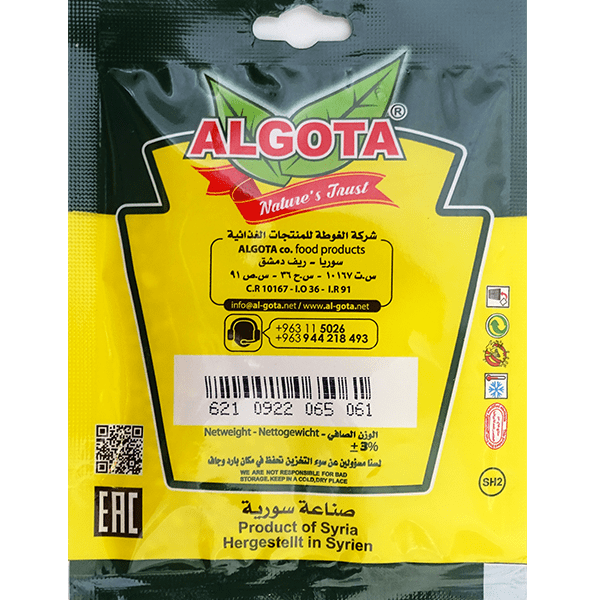 ALGOTA®
Nature's Trust
شركة الغوطة للمنتجات الغذائية
ALGOTA co. food products
سوريا - ريف دمشق
س.ت ١٠١٦٧ - س.ح ٣٦ - س.ص ٩١
C.R 10167 - I.O 36 - I.R 91
info@al-gota.net / www.al-gota.net
+963 11 5026
+963 944 218 493
621 0922 065 061
Netweight - Nettogewicht - الوزن الصافي
± 3%
لسنا مسؤولين عن سوء التخزين تحفظ في مكان بارد وجاف
WE ARE NOT RESPONSIBLE FOR BAD
STORAGE, KEEP IN A COLD,DRY PLACE
SH2
EAC
صناعة سورية
Product of Syria
Hergestellt in Syrien